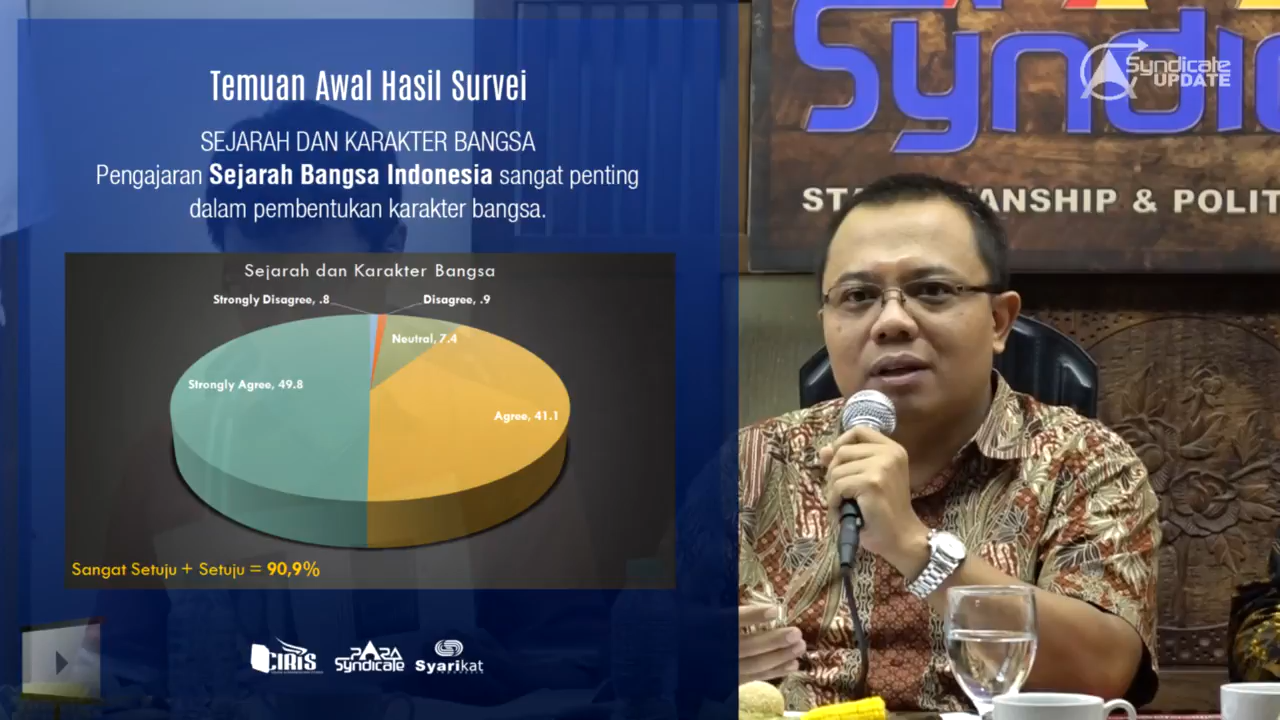 Temuan Awal Hasil Survei
SEJARAH DAN KARAKTER BANGSA
Pengajaran Sejarah Bangsa Indonesia sangat penting
dalam pembentukan karakter bangsa.
Sejarah dan Karakter Bangsa
Strongly Disagree, .8
Disagree, .9
Neutral, 7.4
Strongly Agree, 49.8
Agree, 41.1
Sangat Setuju + Setuju = 90,9%
CIRIS
PARA Syndicate
Syarikat
Syndicate
UPDATE
Syndic
ANSHIP & POLIT